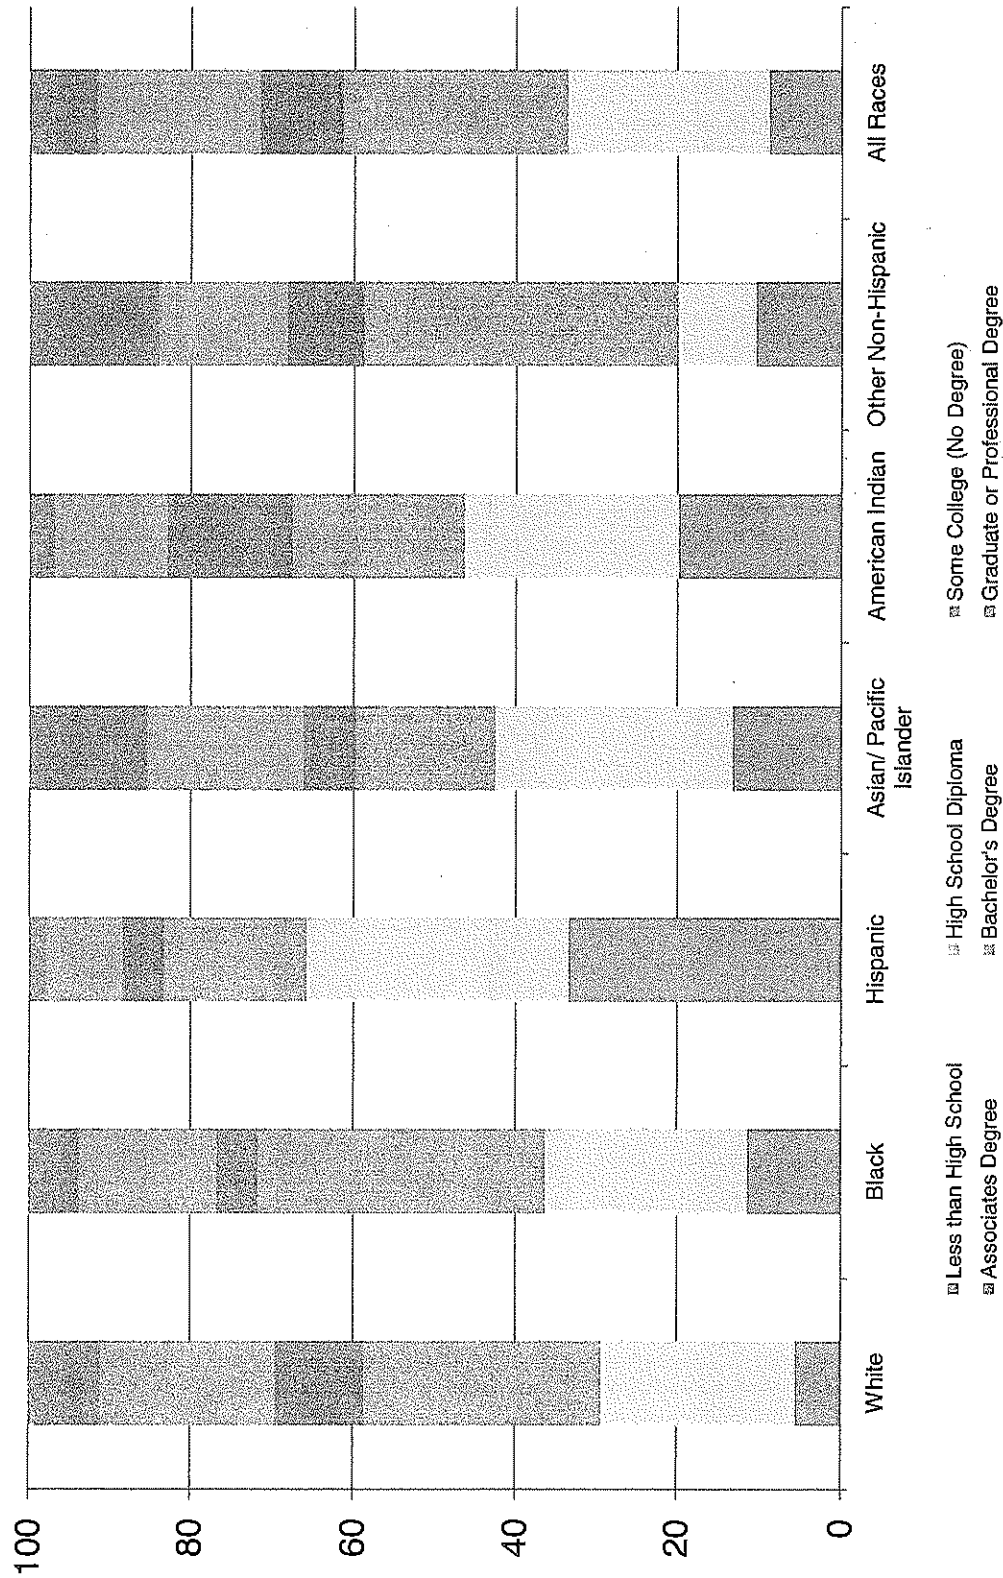 100
80
60
40
20
0
White
Black
Hispanic
Asian/ Pacific
Islander
American Indian
Other Non-Hispanic
All Races
Less than High School
High School Diploma
Some College (No Degree)
Associates Degree
Bachelor's Degree
Graduate or Professional Degree